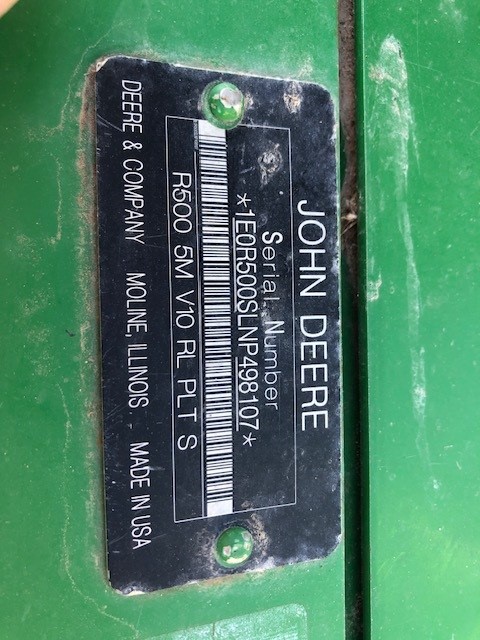 JOHN DEERE
Serial Number
*1E0R500SLNP498107*
R500 5M V10 RL PLT S
DEERE & COMPANY MOLINE, ILLINOIS MADE IN USA